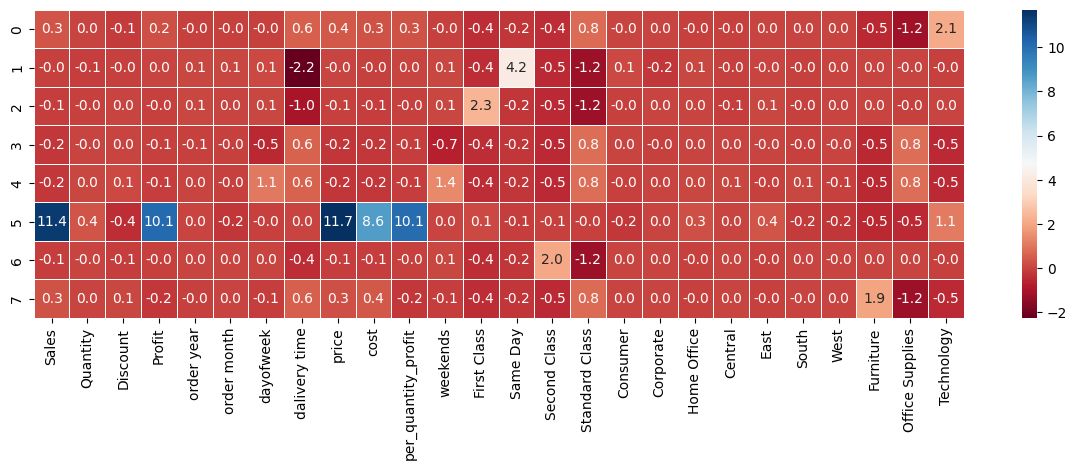 0 0.3 0.0 -0.1 0.2 -0.0 -0.0 -0.0 0.6 0.4 0.3 0.3 -0.0 -0.4 -0.2 -0.4 0.8 -0.0 0.0 -0.0 -0.0 0.0 0.0 -0.0 -0.5 -1.2 2.1
1 -0.0 -0.1 -0.0 0.0 0.1 0.1 0.1 -2.2 -0.0 -0.0 0.0 0.1 -0.4 4.2 -0.5 -1.2 0.1 -0.2 0.1 -0.0 -0.0 0.0 0.0 0.0 -0.0 -0.0
2 -0.1 -0.0 0.0 -0.0 -0.1 0.0 0.1 -1.0 -0.1 -0.1 -0.0 0.1 2.3 -0.2 -0.5 -1.2 -0.0 -0.0 0.0 -0.1 0.1 -0.0 0.0 -0.0 -0.0 0.0
3 -0.2 -0.0 0.0 -0.1 -0.1 -0.0 -0.5 0.6 -0.2 -0.2 -0.1 -0.7 -0.4 -0.2 -0.5 0.8 0.0 -0.0 0.0 0.0 -0.0 -0.0 0.0 -0.5 0.8 -0.5
4 -0.2 0.0 0.1 -0.1 0.0 -0.0 1.1 0.6 -0.2 -0.2 -0.1 1.4 -0.4 -0.2 -0.5 0.8 -0.0 0.0 -0.0 0.1 -0.0 0.1 -0.1 -0.5 0.8 -0.5
5 11.4 0.4 -0.4 10.1 0.0 -0.2 -0.0 0.0 11.7 8.6 10.1 0.0 0.1 -0.1 -0.1 -0.0 -0.2 0.0 0.3 -0.0 0.4 -0.2 -0.2 -0.5 -0.5 1.1
6 -0.1 -0.0 -0.1 -0.0 0.0 0.0 0.0 -0.4 -0.1 -0.1 -0.0 0.1 -0.4 -0.2 2.0 -1.2 0.0 -0.0 0.0 -0.0 -0.0 0.0 0.0 0.0 0.0 -0.0
7 0.3 0.0 0.1 -0.2 0.0 -0.0 -0.1 0.6 0.3 0.4 -0.2 -0.1 -0.4 -0.2 -0.5 0.8 0.0 0.0 -0.0 0.0 -0.0 -0.0 0.0 1.9 -1.2 -0.5
Sales
Quantity
Discount
Profit
order year
order month
dayofweek
dalivery time
price
cost
per_quantity_profit
weekends
First Class
Same Day
Second Class
Standard Class
Consumer
Corporate
Home Office
Central
East
South
West
Furniture
Office Supplies
Technology
10
8
6
4
2
0
−2